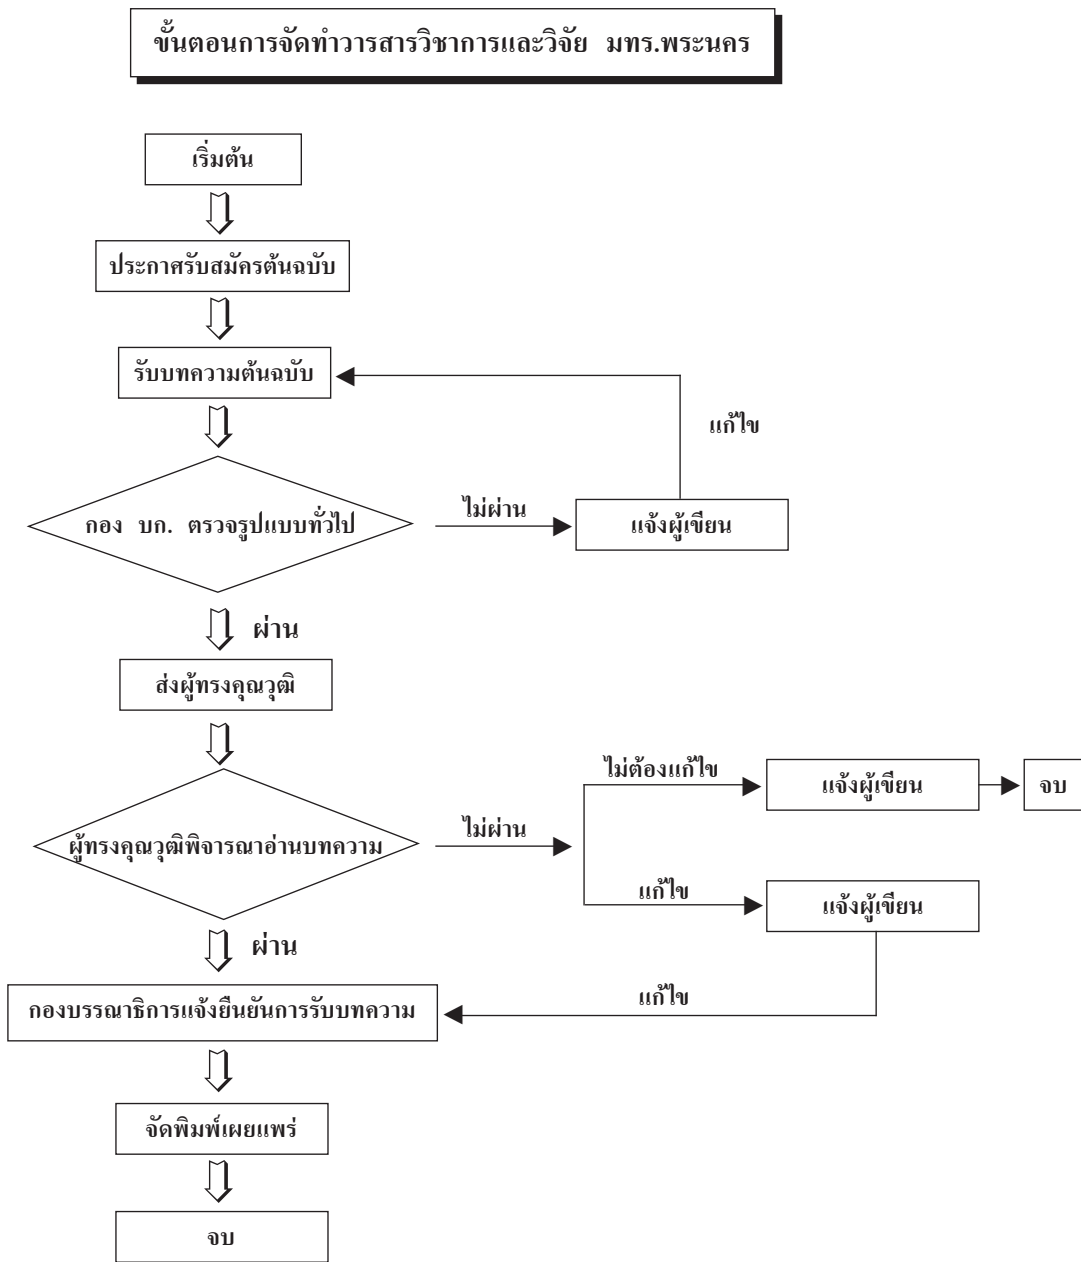 ขั้นตอนการจัดทำวารสารวิชาการและวิจัย มทร.พระนคร
เริ่มต้น
ประกาศรับสมัครต้นฉบับ
รับบทความต้นฉบับ
แก้ไข
กอง บก. ตรวจรูปแบบทั่วไป
ไม่ผ่าน
แจ้งผู้เขียน
ผ่าน
ส่งผู้ทรงคุณวุฒิ
ไม่ต้องแก้ไข
แจ้งผู้เขียน
จบ
ผู้ทรงคุณวุฒิพิจารณาอ่านบทความ
ไม่ผ่าน
แก้ไข
แจ้งผู้เขียน
ผ่าน
แก้ไข
กองบรรณาธิการแจ้งยืนยันการรับบทความ
จัดพิมพ์เผยแพร่
จบ